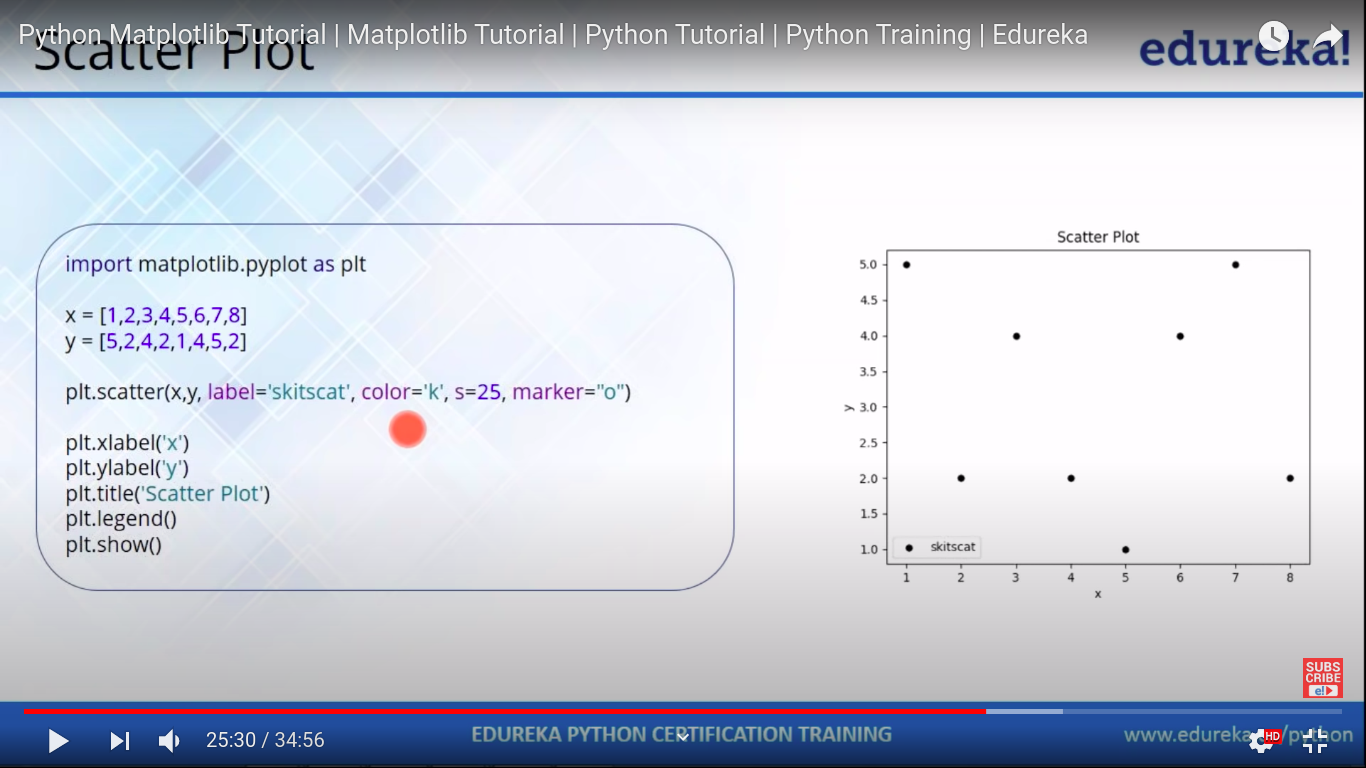 Python Matplotlib Tutorial | Matplotlib Tutorial | Python Tutorial | Python Training | Edureka
Scatter Plot
edureka!
import matplotlib.pyplot as plt
x = [1,2,3,4,5,6,7,8]
y = [5,2,4,2,1,4,5,2]
plt.scatter(x,y, label='skitscat', color='k', s=25, marker="o")
plt.xlabel('x')
plt.ylabel('y')
plt.title('Scatter Plot')
plt.legend()
plt.show()
Scatter Plot
5.0
4.5
4.0
3.5
3.0
2.5
2.0
1.5
1.0
y
skitscat
1 2 3 4 5 6 7 8
x
SUBS
CRIBE
e!
25:30 / 34:56
EDUREKA PYTHON CERTIFICATION TRAINING
www.edureka.co/python
HD